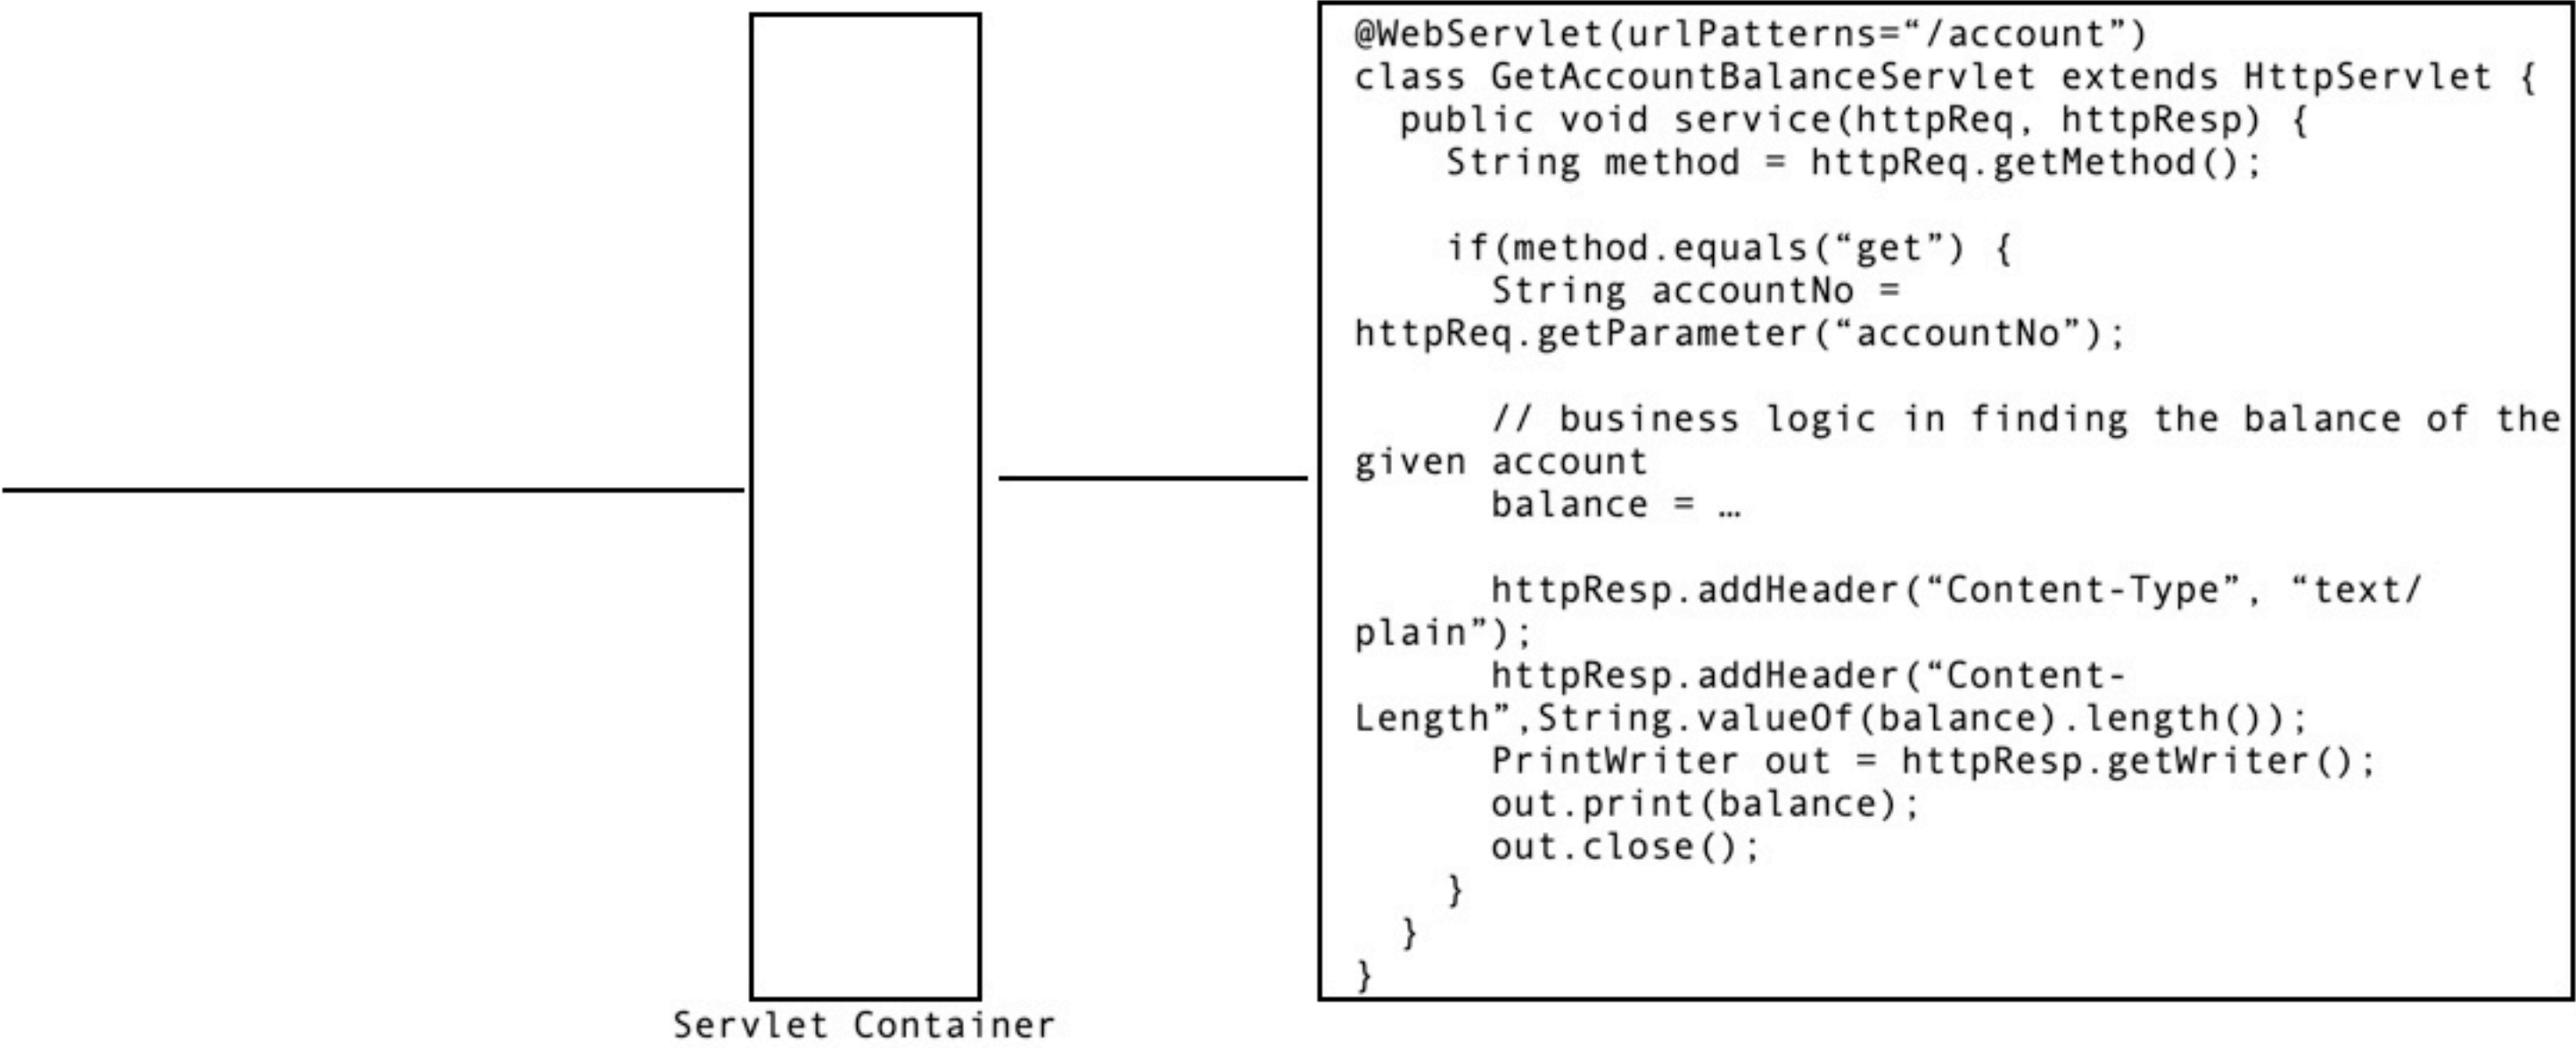 @WebServlet(urlPatterns=“/account”)
class GetAccountBalanceServlet extends HttpServlet {
public void service(httpReq, httpResp) {
String method = httpReq.getMethod();
if(method.equals(“get”) {
String accountNo =
httpReq.getParameter(“accountNo”);
// business logic in finding the balance of the
given account
balance = …
httpResp.addHeader(“Content-Type”, “text/
plain”);
httpResp.addHeader(“Content-
Length”,String.valueOf(balance).length());
PrintWriter out = httpResp.getWriter();
out.print(balance);
out.close();
}
}
}
Servlet Container